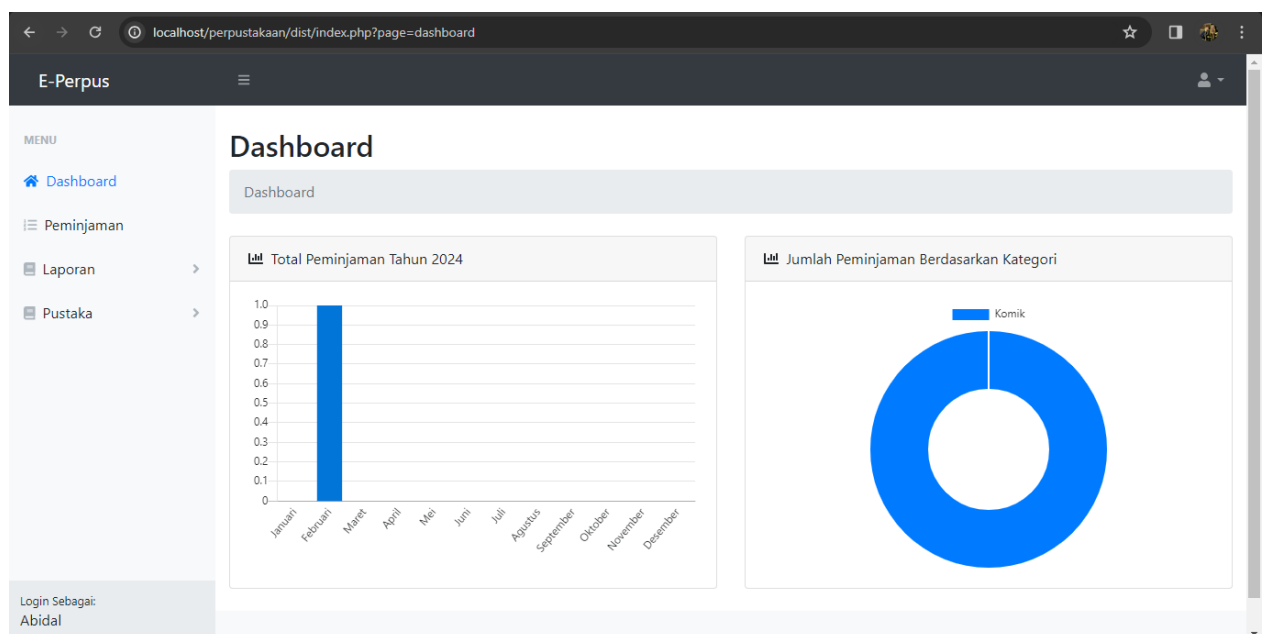 localhost/perpustakaan/dist/index.php?page=dashboard
E-Perpus
MENU
Dashboard
Peminjaman
Laporan
Pustaka
Login Sebagai:
Abidal
Dashboard
Dashboard
Total Peminjaman Tahun 2024
1.0
0.9
0.8
0.7
0.6
0.5
0.4
0.3
0.2
0.1
0
Januari
Februari
Maret
April
Mei
Juni
Juli
Agustus
September
Oktober
November
Desember
Jumlah Peminjaman Berdasarkan Kategori
Komik